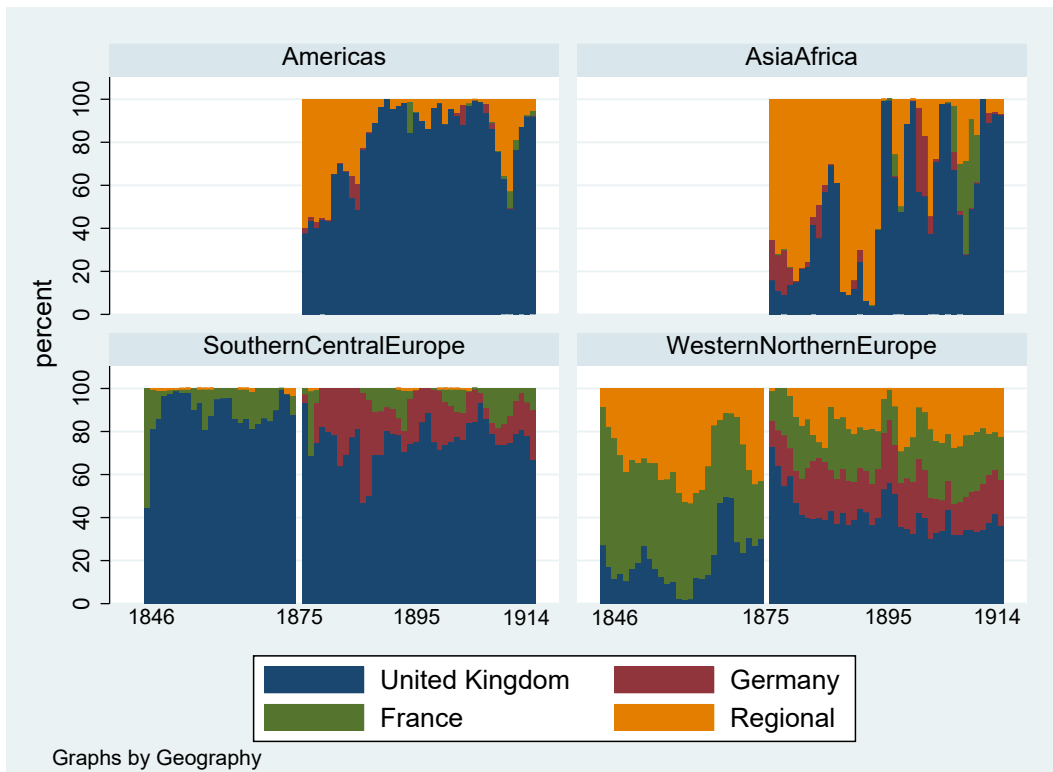 Americas
AsiaAfrica
100
80
60
40
20
0
percent
SouthernCentralEurope
WesternNorthernEurope
100
80
60
40
20
0
1846 1875 1895 1914
1846 1875 1895 1914
United Kingdom
Germany
France
Regional
Graphs by Geography